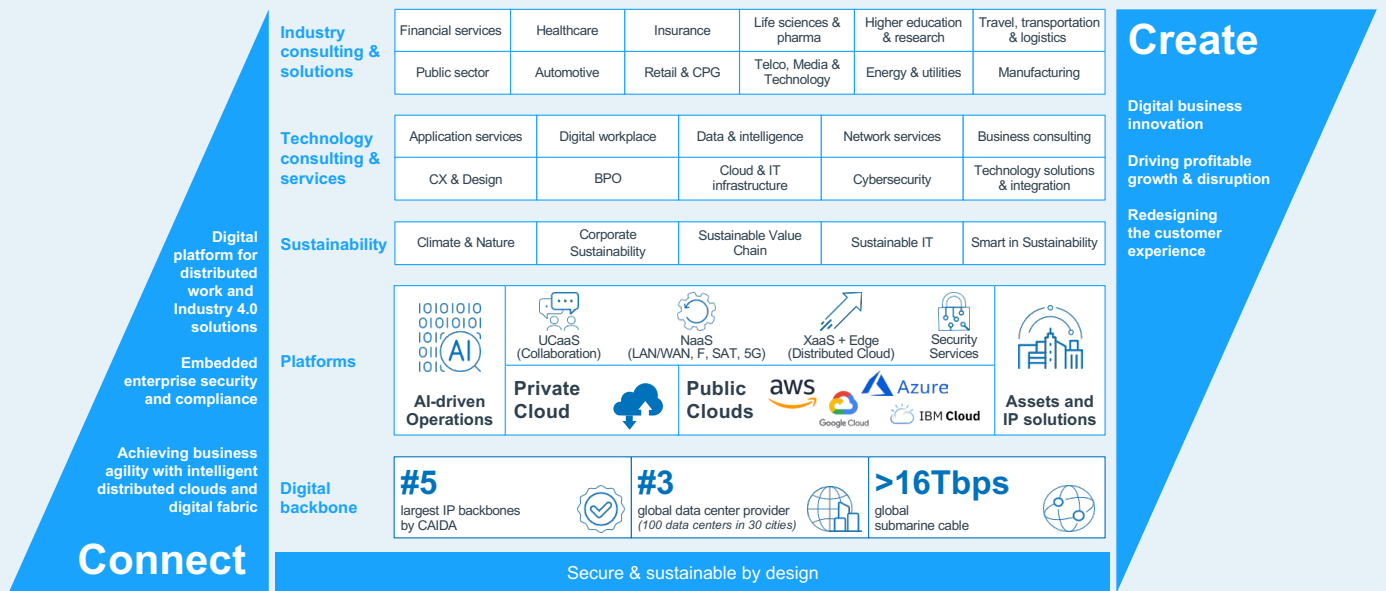 Industry
consulting &
solutions
Financial services
Healthcare
Insurance
Life sciences &
pharma
Higher education
& research
Travel, transportation
& logistics
Public sector
Automotive
Retail & CPG
Telco, Media &
Technology
Energy & utilities
Manufacturing
Technology
consulting &
services
Application services
Digital workplace
Data & intelligence
Network services
Business consulting
CX & Design
BPO
Cloud & IT
infrastructure
Cybersecurity
Technology solutions
& integration
Sustainability
Climate & Nature
Corporate
Sustainability
Sustainable Value
Chain
Sustainable IT
Smart in Sustainability
Platforms
AI
AI-driven
Operations
UCaaS
(Collaboration)
NaaS
(LAN/WAN, F, SAT, 5G)
XaaS + Edge
(Distributed Cloud)
Security
Services
Private
Cloud
Public
Clouds
aws
Google Cloud
Azure
IBM Cloud
Assets and
IP solutions
Digital
backbone
#5
largest IP backbones
by CAIDA
#3
global data center provider
(100 data centers in 30 cities)
>16Tbps
global
submarine cable
Secure & sustainable by design
Digital
platform for
distributed
work and
Industry 4.0
solutions
Embedded
enterprise security
and compliance
Achieving business
agility with intelligent
distributed clouds and
digital fabric
Connect
Create
Digital business
innovation
Driving profitable
growth & disruption
Redesigning
the customer
experience